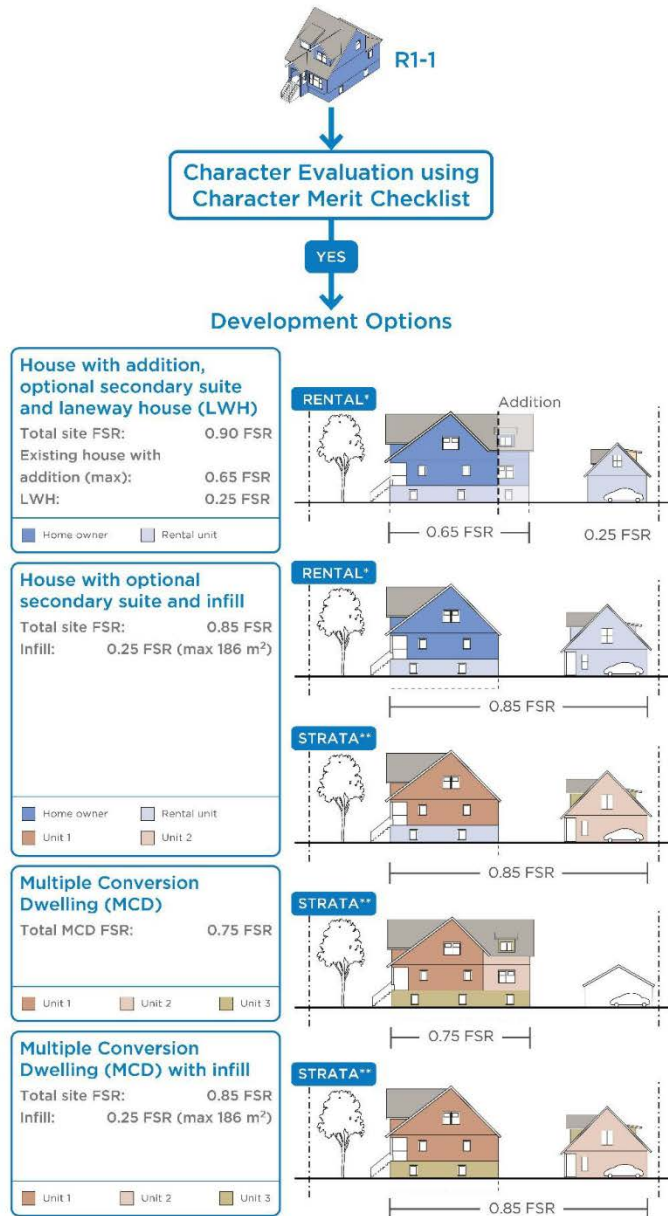 R1-1
Character Evaluation using
Character Merit Checklist
YES
Development Options
House with addition,
optional secondary suite
and laneway house (LWH)
Total site FSR: 0.90 FSR
Existing house with
addition (max): 0.65 FSR
LWH: 0.25 FSR
Home owner Rental unit
RENTAL*
Addition
0.65 FSR 0.25 FSR
House with optional
secondary suite and infill
Total site FSR: 0.85 FSR
Infill: 0.25 FSR (max 186 m²)
Home owner Rental unit
Unit 1 Unit 2
RENTAL*
0.85 FSR
STRATA**
0.85 FSR
Multiple Conversion
Dwelling (MCD)
Total MCD FSR: 0.75 FSR
Unit 1 Unit 2 Unit 3
STRATA**
0.75 FSR
Multiple Conversion
Dwelling (MCD) with infill
Total site FSR: 0.85 FSR
Infill: 0.25 FSR (max 186 m²)
Unit 1 Unit 2 Unit 3
STRATA**
0.85 FSR